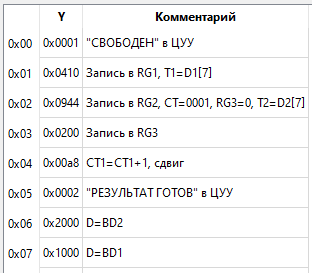 Y Комментарий
0x00 0x0001 "СВОБОДЕН" в ЦУУ
0x01 0x0410 Запись в RG1, T1=D1[7]
0x02 0x0944 Запись в RG2, CT=0001, RG3=0, T2=D2[7]
0x03 0x0200 Запись в RG3
0x04 0x00a8 CT1=CT1+1, сдвиг
0x05 0x0002 "РЕЗУЛЬТАТ ГОТОВ" в ЦУУ
0x06 0x2000 D=BD2
0x07 0x1000 D=BD1